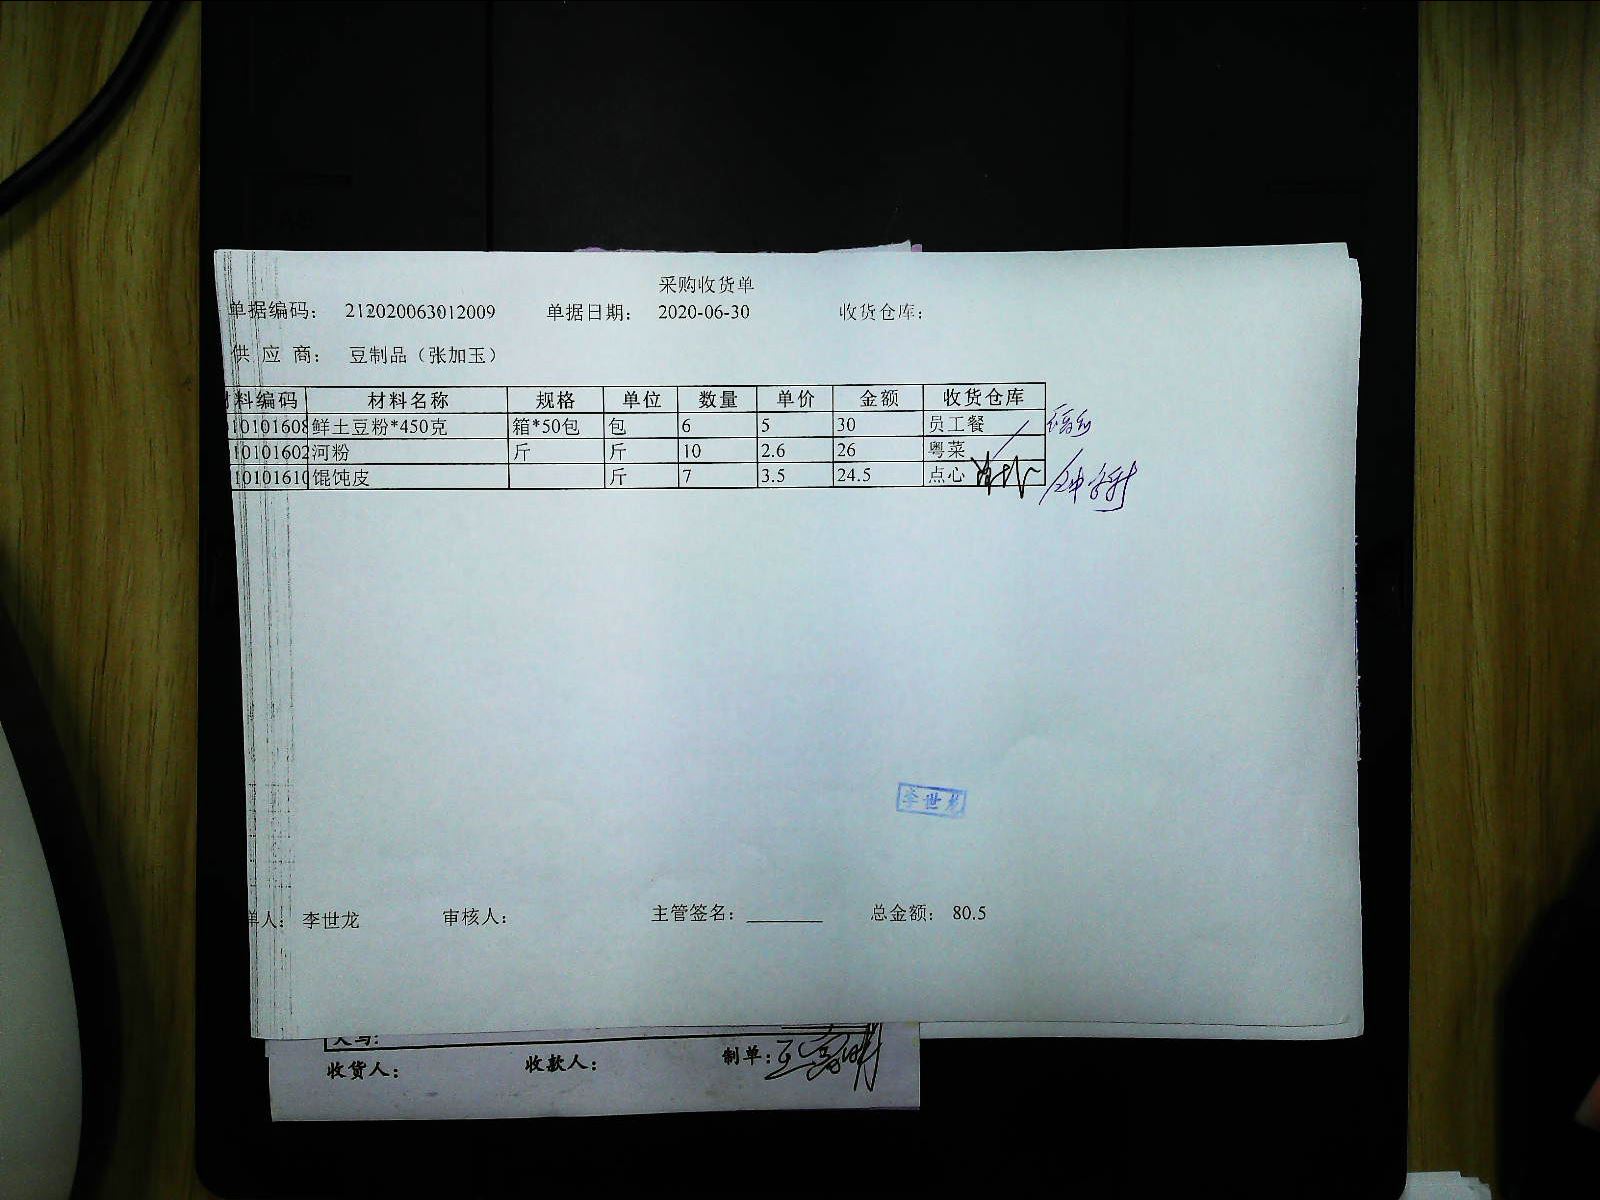 采购收货单
单据编码： 212020063012009 单据日期： 2020-06-30 收货仓库：
供 应 商： 豆制品（张加玉）
料编码 材料名称 规格 单位 数量 单价 金额 收货仓库
10101608 鲜土豆粉*450克 箱*50包 包 6 5 30 员工餐
10101602 河粉 斤 斤 10 2.6 26 粤菜
10101610 馄饨皮 斤 7 3.5 24.5 点心
李世龙
单人： 李世龙 审核人： 主管签名： 总金额： 80.5
大写：
收货人： 收款人： 制单：